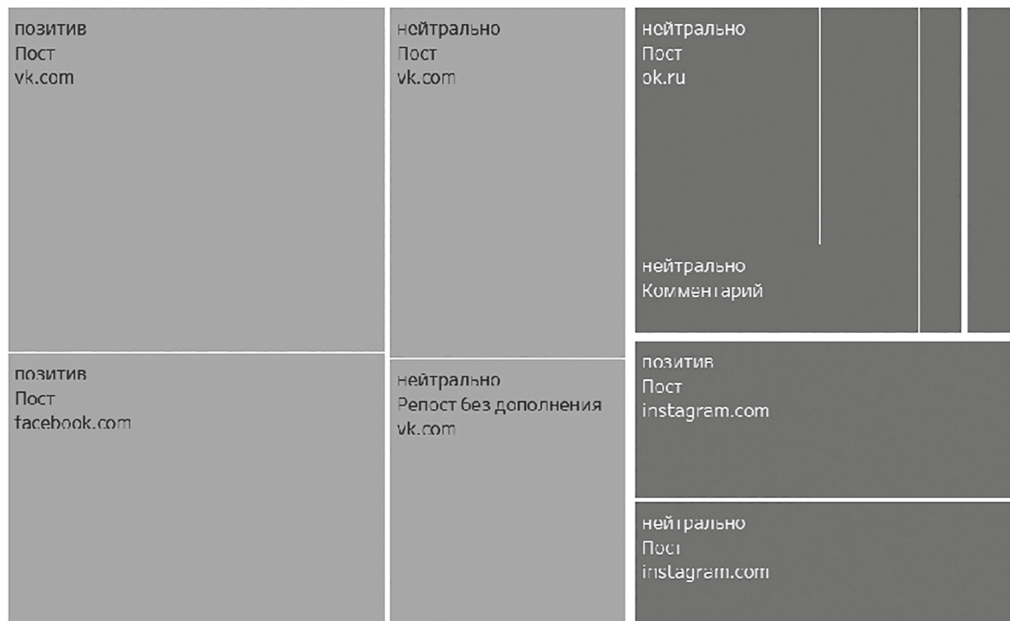 позитив
Пост
vk.com
позитив
Пост
facebook.com
нейтрально
Пост
vk.com
нейтрально
Репост без дополнения
vk.com
нейтрально
Пост
ok.ru
нейтрально
Комментарий
позитив
Пост
instagram.com
нейтрально
Пост
instagram.com